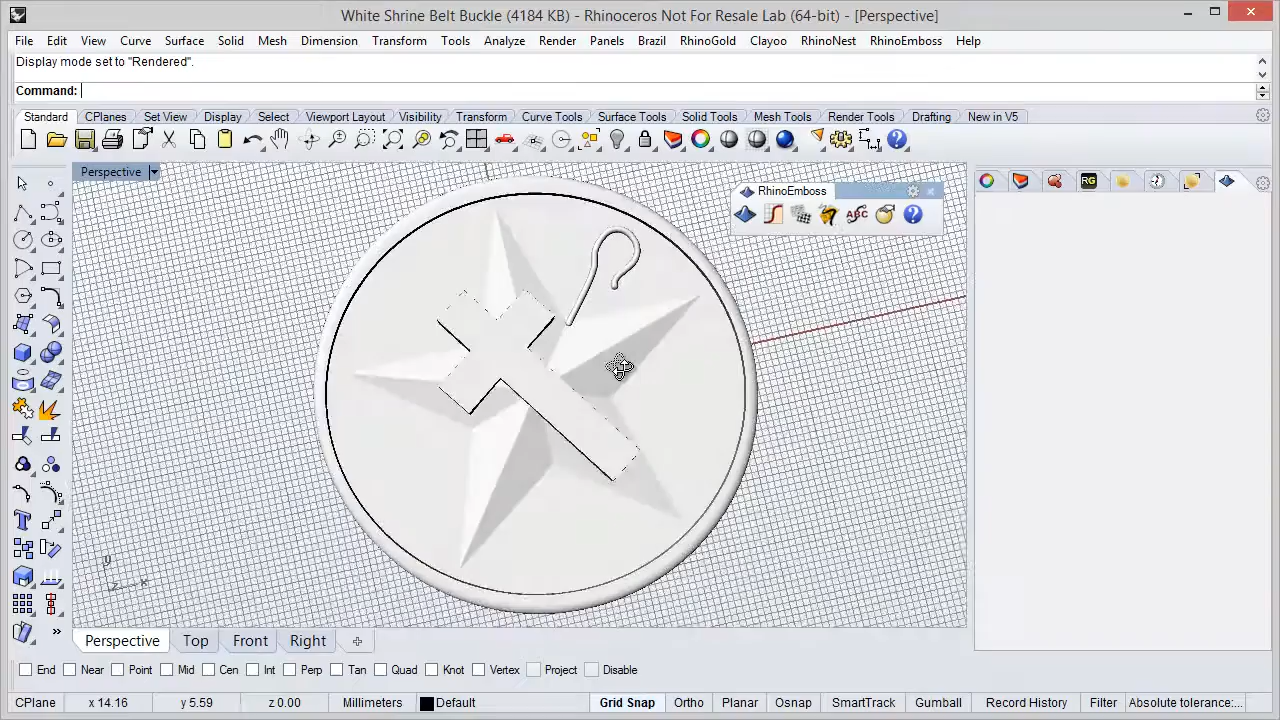 White Shrine Belt Buckle (4184 KB) - Rhinoceros Not For Resale Lab (64-bit) - [Perspective]
File Edit View Curve Surface Solid Mesh Dimension Transform Tools Analyze Render Panels Brazil RhinoGold Clayoo RhinoNest RhinoEmboss Help
Display mode set to "Rendered".
Command:
Standard CPlanes Set View Display Select Viewport Layout Visibility Transform Curve Tools Surface Tools Solid Tools Mesh Tools Render Tools Drafting New in V5
Perspective
RhinoEmboss
RG
ABC
y
x
Perspective Top Front Right
End Near Point Mid Cen Int Perp Tan Quad Knot Vertex Project Disable
CPlane x 14.16 y 5.59 z 0.00 Millimeters Default Grid Snap Ortho Planar Osnap SmartTrack Gumball Record History Filter Absolute tolerance...